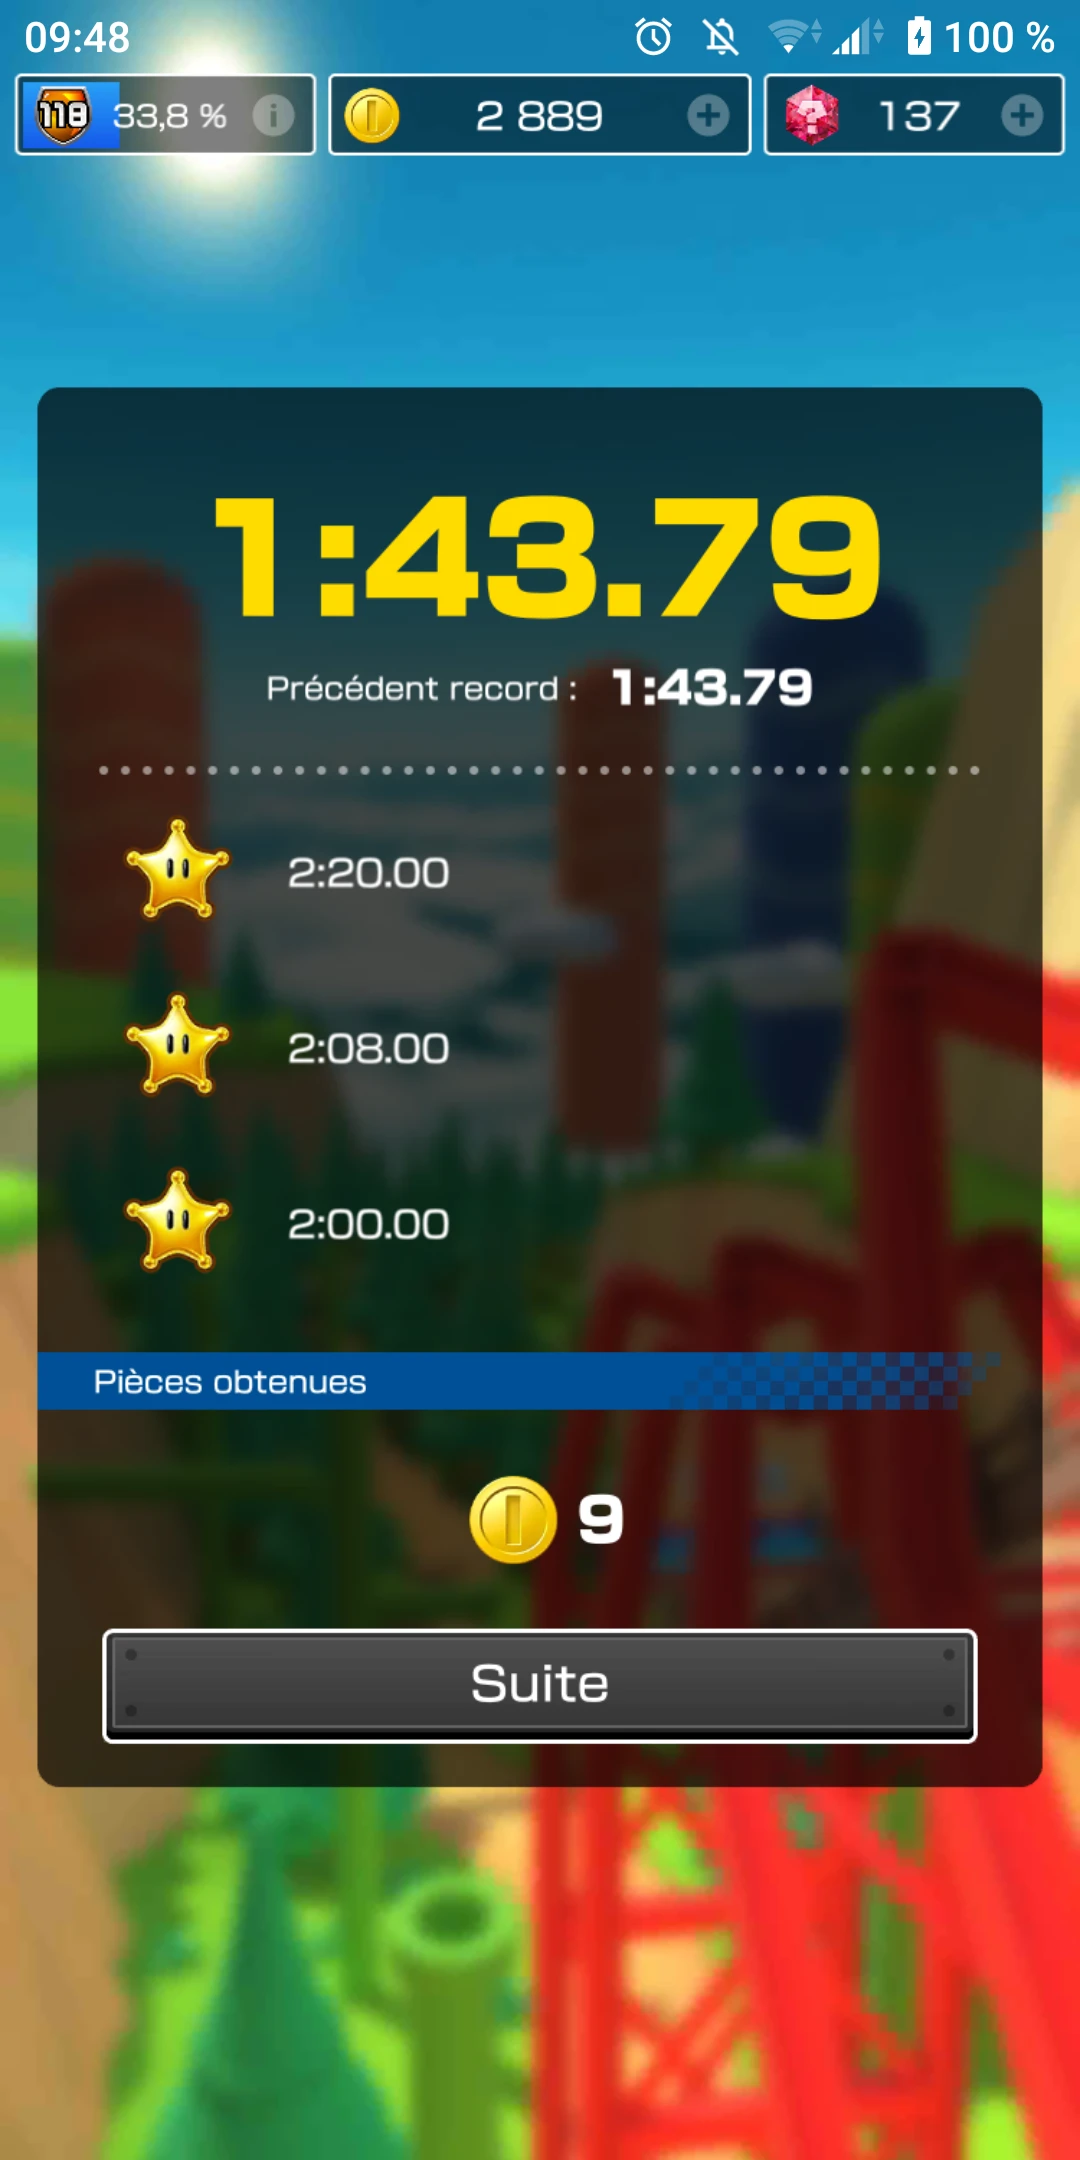 09:48 100 %
118 33,8 % 2 889 137
1:43.79
Précédent record : 1:43.79
2:20.00
2:08.00
2:00.00
Pièces obtenues
9
Suite